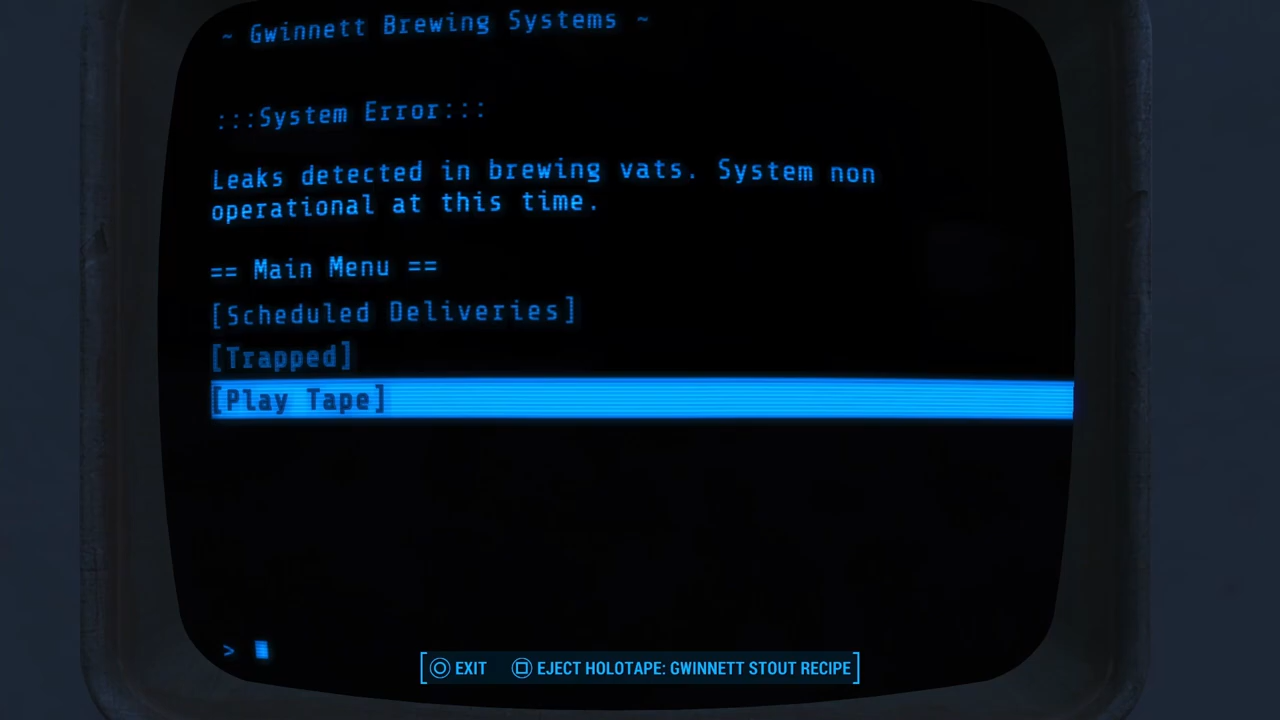 ~ Gwinnett Brewing Systems ~
:::System Error:::
Leaks detected in brewing vats. System non
operational at this time.
== Main Menu ==
[Scheduled Deliveries]
[Trapped]
[Play Tape]
>
EXIT EJECT HOLOTAPE: GWINNETT STOUT RECIPE